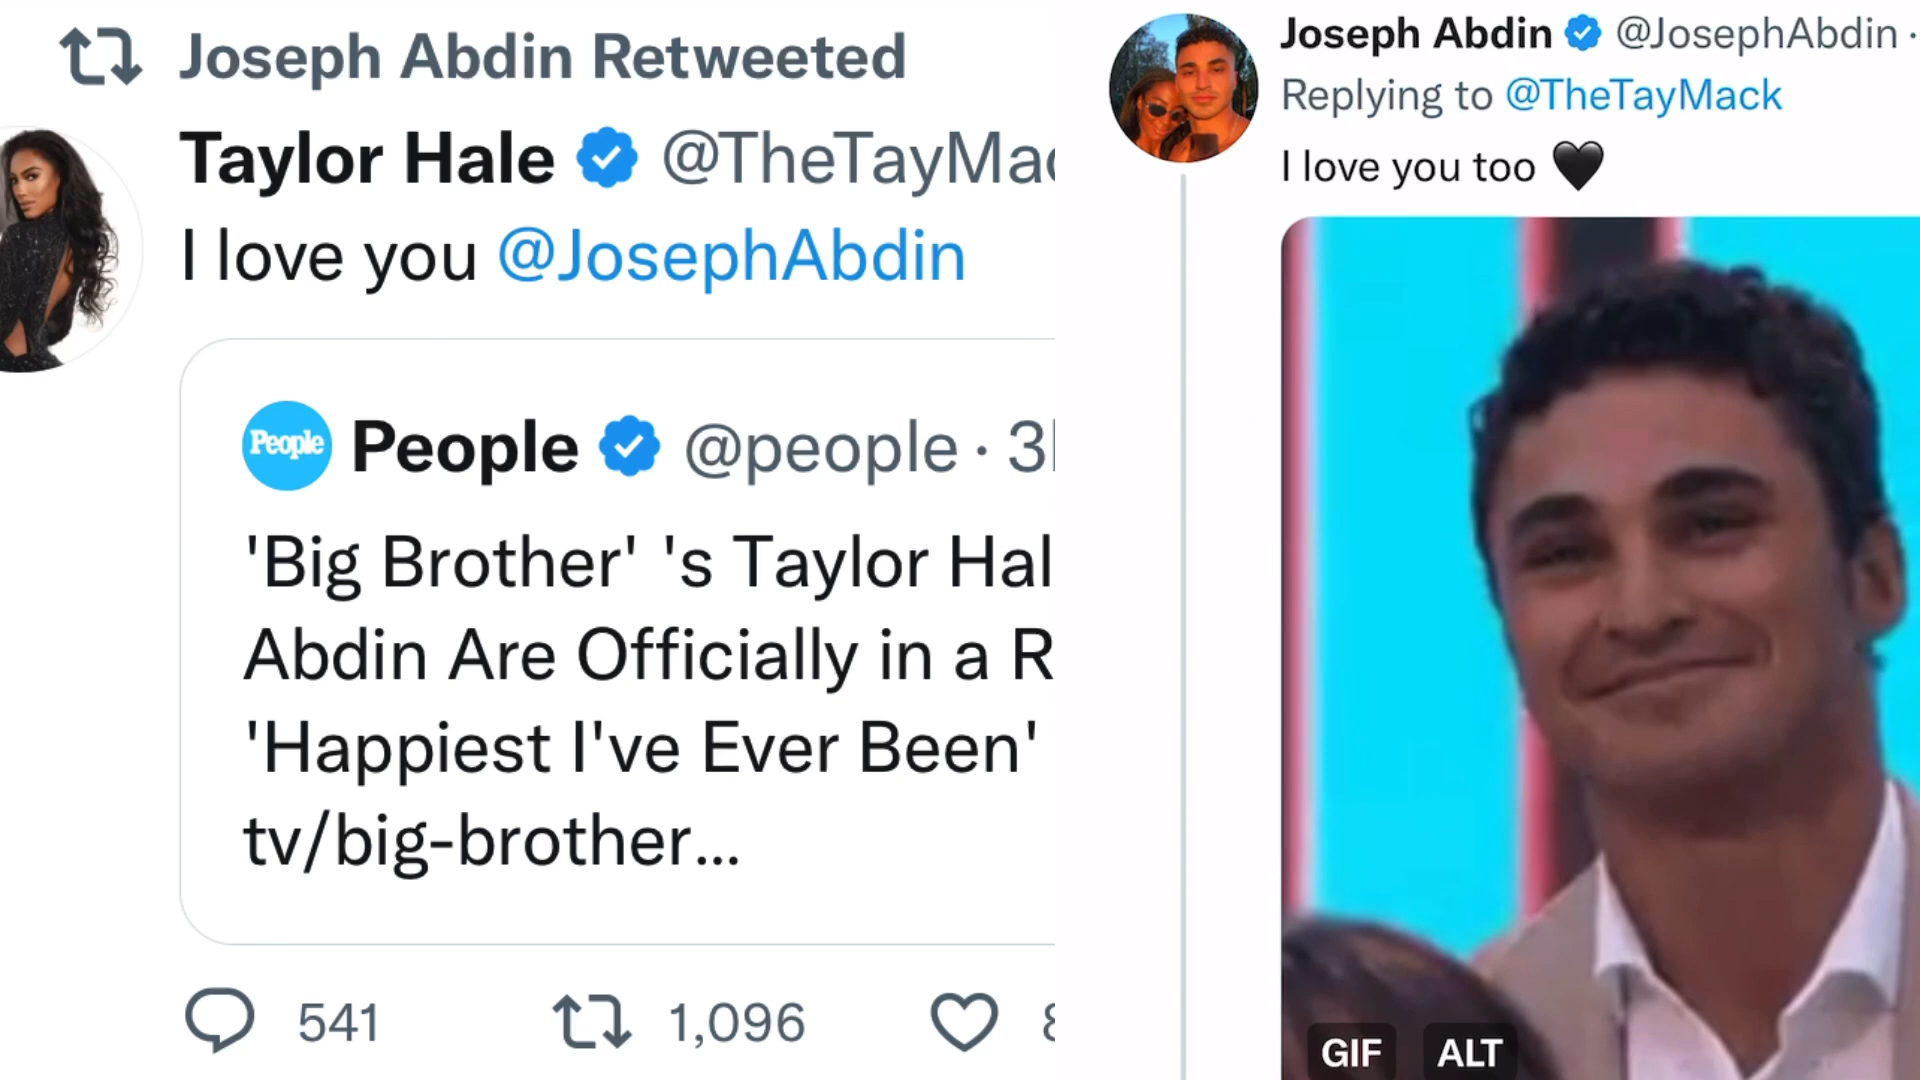 Joseph Abdin Retweeted
Taylor Hale @TheTayMac
I love you @JosephAbdin
People People @people · 3
'Big Brother' 's Taylor Hal
Abdin Are Officially in a R
'Happiest I've Ever Been'
tv/big-brother...
541 1,096 8
Joseph Abdin @JosephAbdin ·
Replying to @TheTayMack
I love you too 🖤
GIF ALT